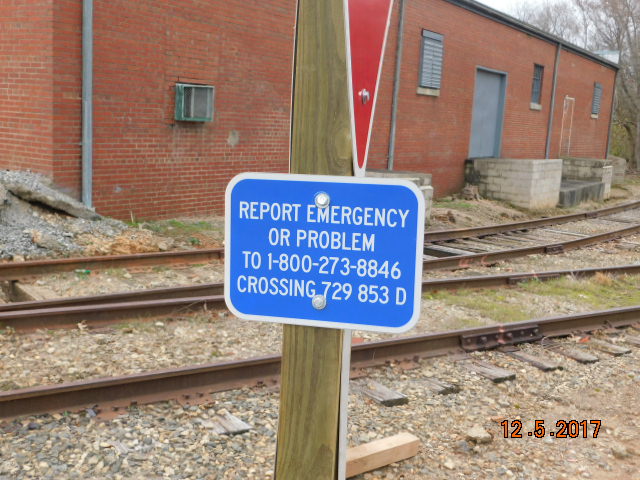 REPORT EMERGENCY
OR PROBLEM
TO 1-800-273-8846
CROSSING 729 853 D
12.5.2017